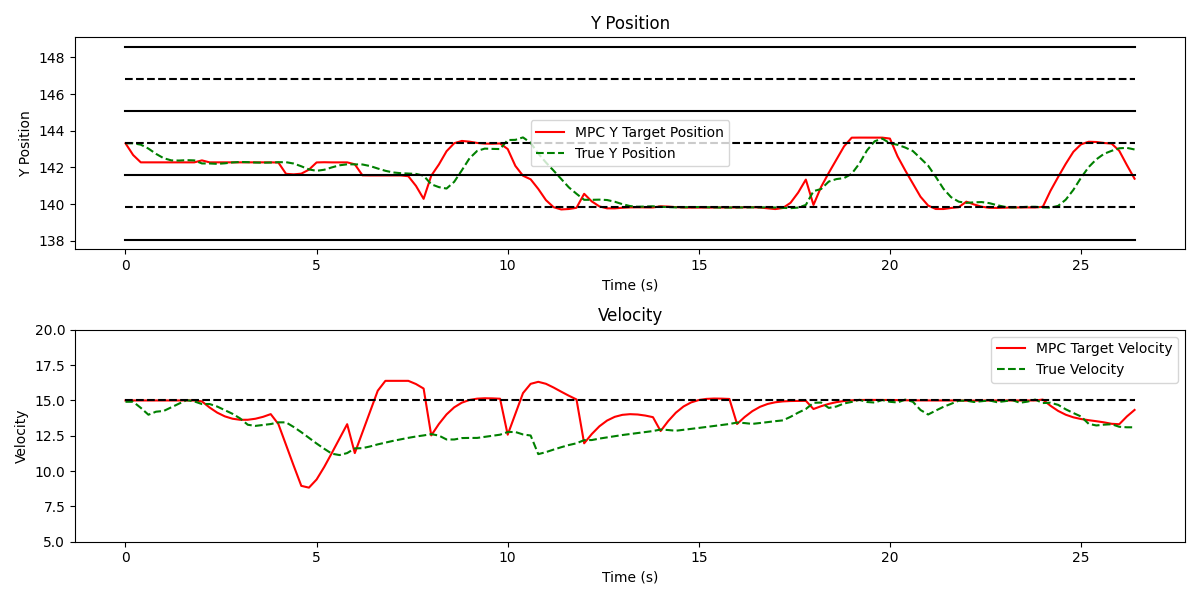 Y Position
148
146
144
142
140
138
Y Position
MPC Y Target Position
True Y Position
0
5
10
15
20
25
Time (s)
Velocity
20.0
17.5
15.0
12.5
10.0
7.5
5.0
Velocity
MPC Target Velocity
True Velocity
0
5
10
15
20
25
Time (s)